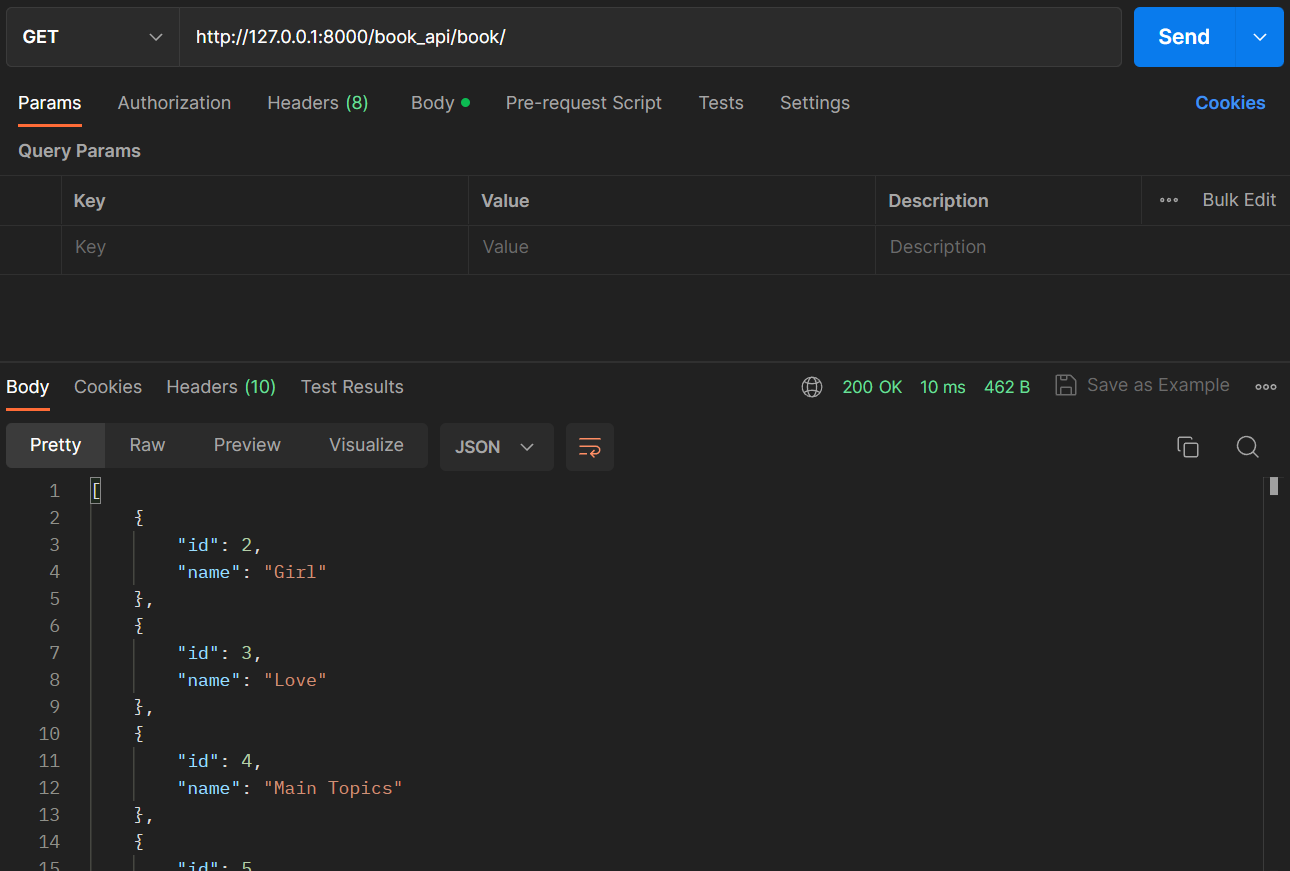 GET http://127.0.0.1:8000/book_api/book/ Send
Params Authorization Headers (8) Body Pre-request Script Tests Settings Cookies
Query Params
Key Value Description Bulk Edit
Key Value Description
Body Cookies Headers (10) Test Results 200 OK 10 ms 462 B Save as Example
Pretty Raw Preview Visualize JSON
1 [
2 {
3 "id": 2,
4 "name": "Girl"
5 },
6 {
7 "id": 3,
8 "name": "Love"
9 },
10 {
11 "id": 4,
12 "name": "Main Topics"
13 },
14 {
15 "id": 5